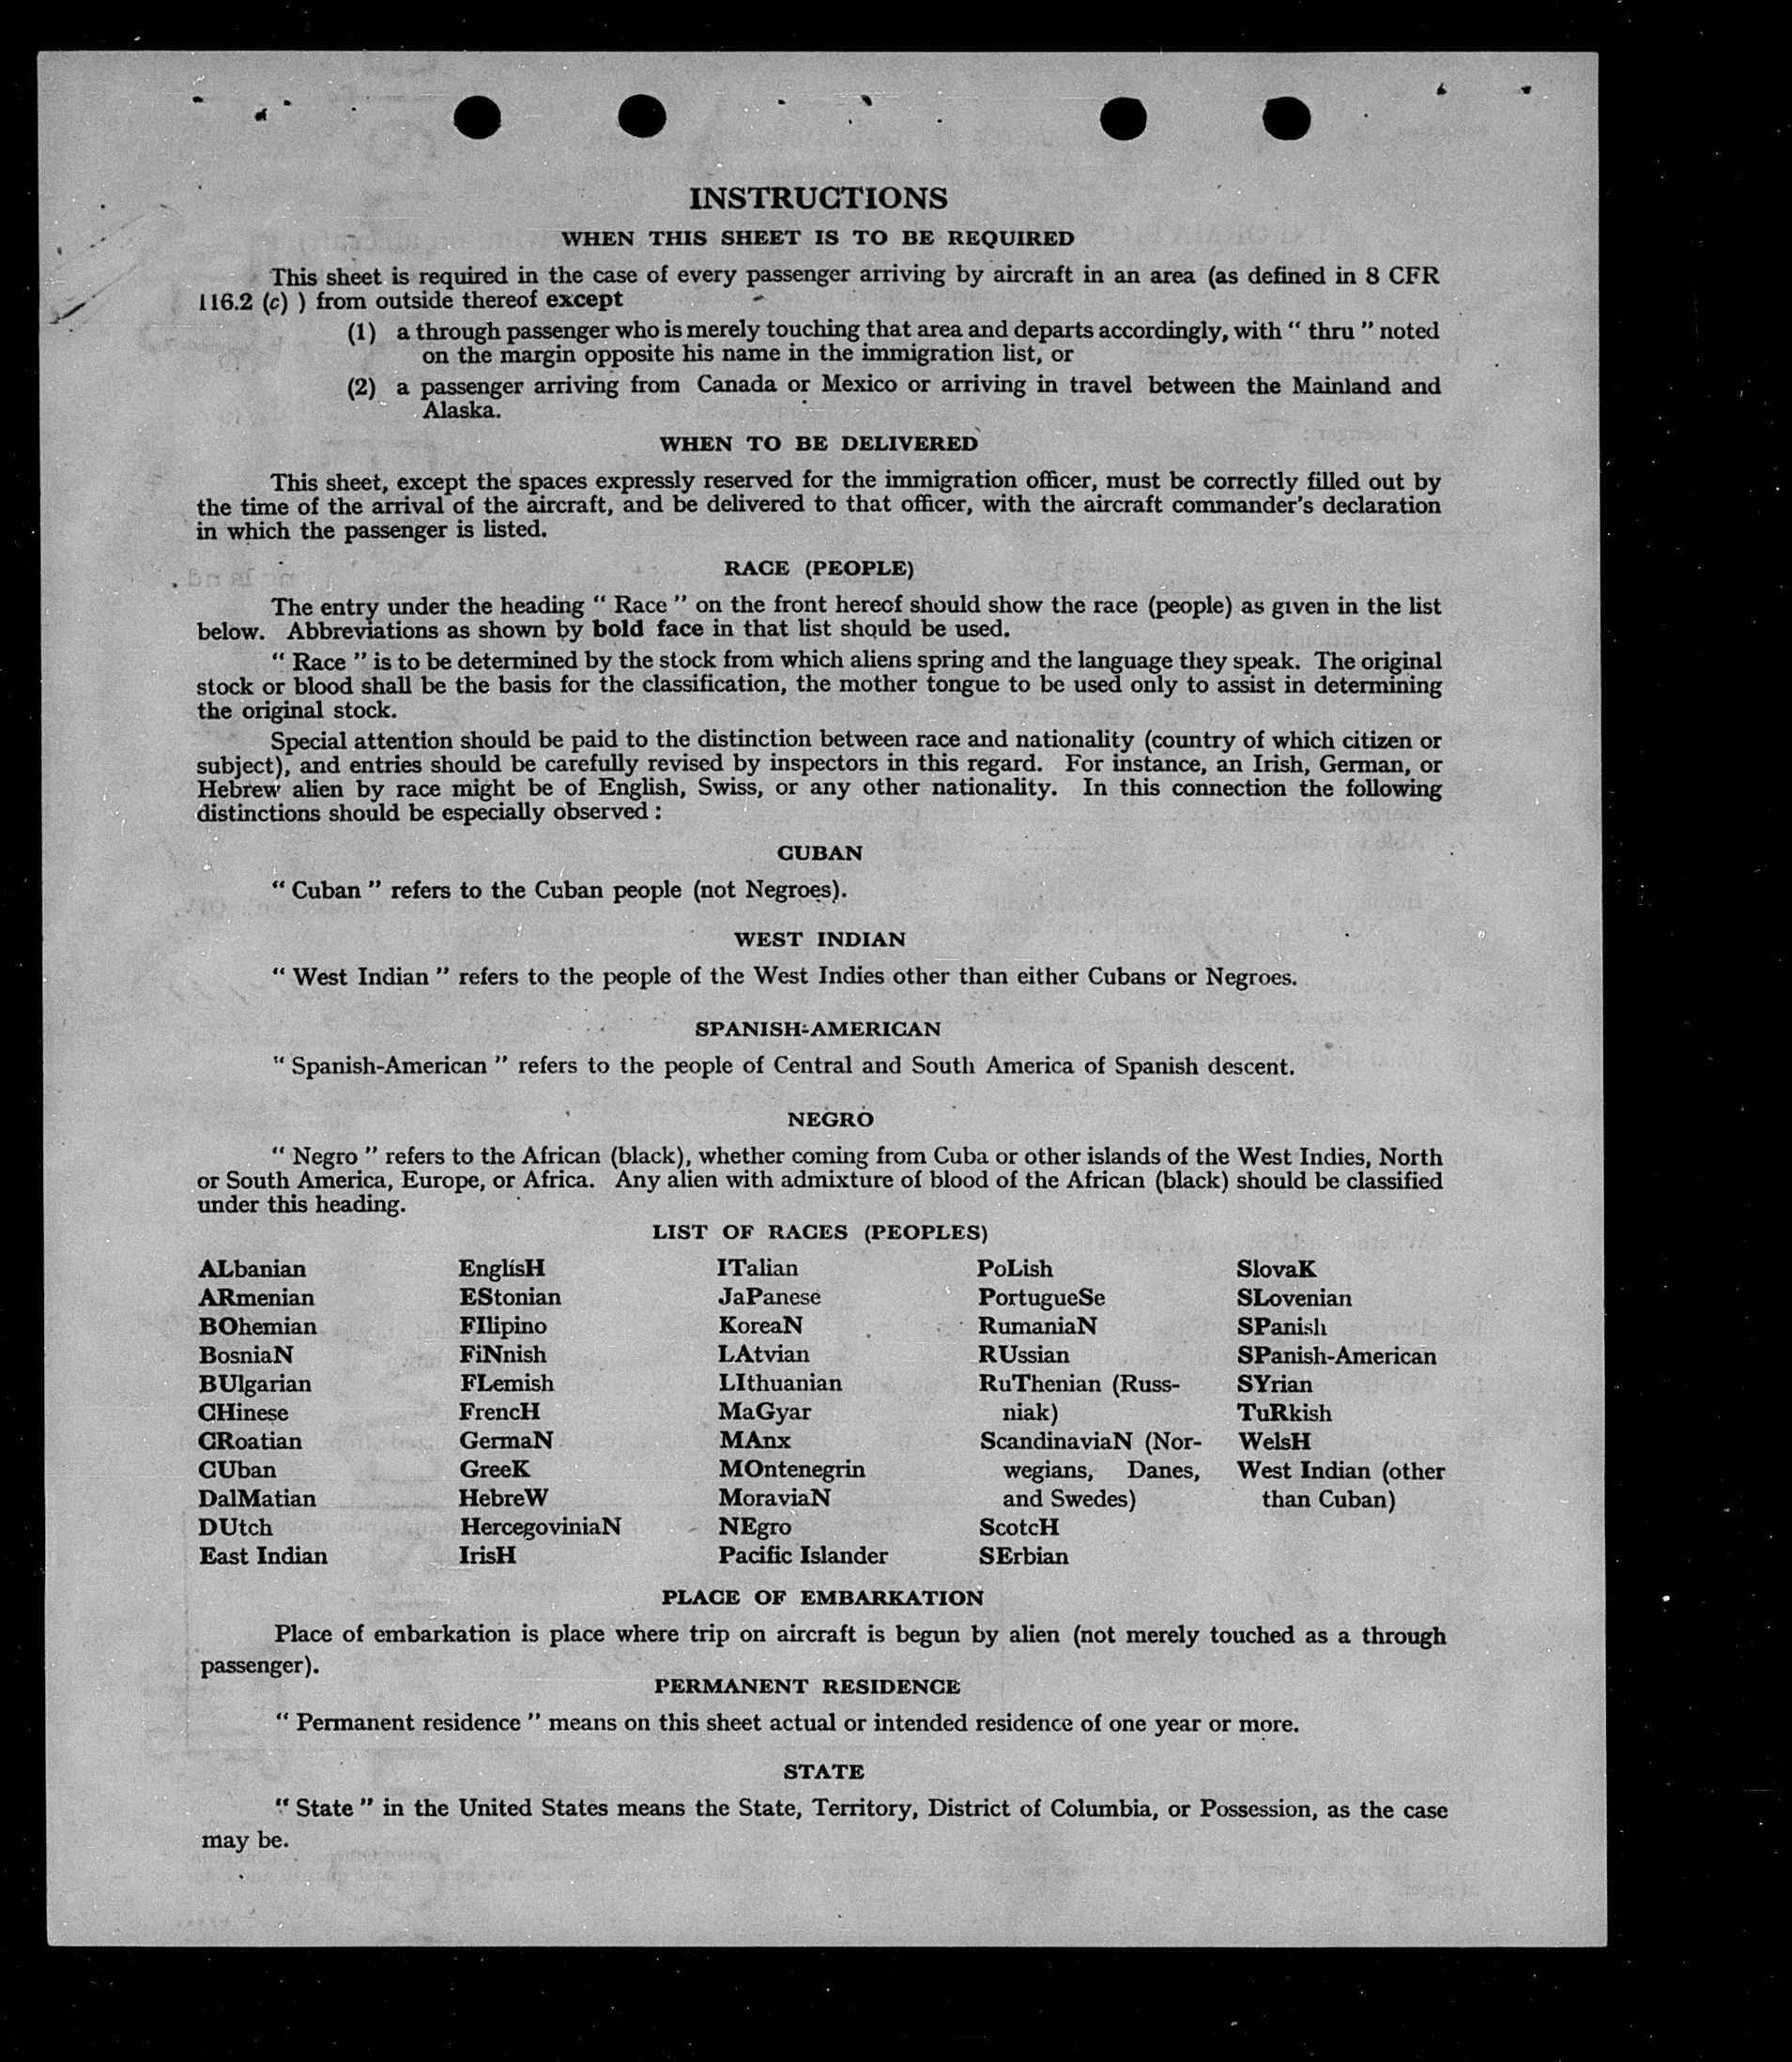 INSTRUCTIONS
WHEN THIS SHEET IS TO BE REQUIRED
This sheet is required in the case of every passenger arriving by aircraft in an area (as defined in 8 CFR
116.2 (c) ) from outside thereof except
(1) a through passenger who is merely touching that area and departs accordingly, with “ thru ” noted
on the margin opposite his name in the immigration list, or
(2) a passenger arriving from Canada or Mexico or arriving in travel between the Mainland and
Alaska.
WHEN TO BE DELIVERED
This sheet, except the spaces expressly reserved for the immigration officer, must be correctly filled out by
the time of the arrival of the aircraft, and be delivered to that officer, with the aircraft commander's declaration
in which the passenger is listed.
RACE (PEOPLE)
The entry under the heading “ Race ” on the front hereof should show the race (people) as given in the list
below. Abbreviations as shown by bold face in that list should be used.
“ Race ” is to be determined by the stock from which aliens spring and the language they speak. The original
stock or blood shall be the basis for the classification, the mother tongue to be used only to assist in determining
the original stock.
Special attention should be paid to the distinction between race and nationality (country of which citizen or
subject), and entries should be carefully revised by inspectors in this regard. For instance, an Irish, German, or
Hebrew alien by race might be of English, Swiss, or any other nationality. In this connection the following
distinctions should be especially observed :
CUBAN
“ Cuban ” refers to the Cuban people (not Negroes).
WEST INDIAN
“ West Indian ” refers to the people of the West Indies other than either Cubans or Negroes.
SPANISH-AMERICAN
“ Spanish-American ” refers to the people of Central and South America of Spanish descent.
NEGRO
“ Negro ” refers to the African (black), whether coming from Cuba or other islands of the West Indies, North
or South America, Europe, or Africa. Any alien with admixture of blood of the African (black) should be classified
under this heading.
LIST OF RACES (PEOPLES)
ALbanian
ARmenian
BOhemian
BosniaN
BUlgarian
CHinese
CRoatian
CUban
DalMatian
DUtch
East Indian
EnglisH
EStonian
FIlipino
FiNnish
FLemish
FrencH
GermaN
GreeK
HebreW
HercegoviniaN
IrisH
ITalian
JaPanese
KoreaN
LAtvian
LIthuanian
MaGyar
MAnx
MOntenegrin
MoraviaN
NEgro
Pacific Islander
PoLish
PortugueSe
RumaniaN
RUssian
RuThenian (Russ-
niak)
ScandinaviaN (Nor-
wegians, Danes,
and Swedes)
ScotcH
SErbian
SlovaK
SLovenian
SPanish
SPanish-American
SYrian
TuRkish
WelsH
West Indian (other
than Cuban)
PLACE OF EMBARKATION
Place of embarkation is place where trip on aircraft is begun by alien (not merely touched as a through
passenger).
PERMANENT RESIDENCE
“ Permanent residence ” means on this sheet actual or intended residence of one year or more.
STATE
“ State ” in the United States means the State, Territory, District of Columbia, or Possession, as the case
may be.